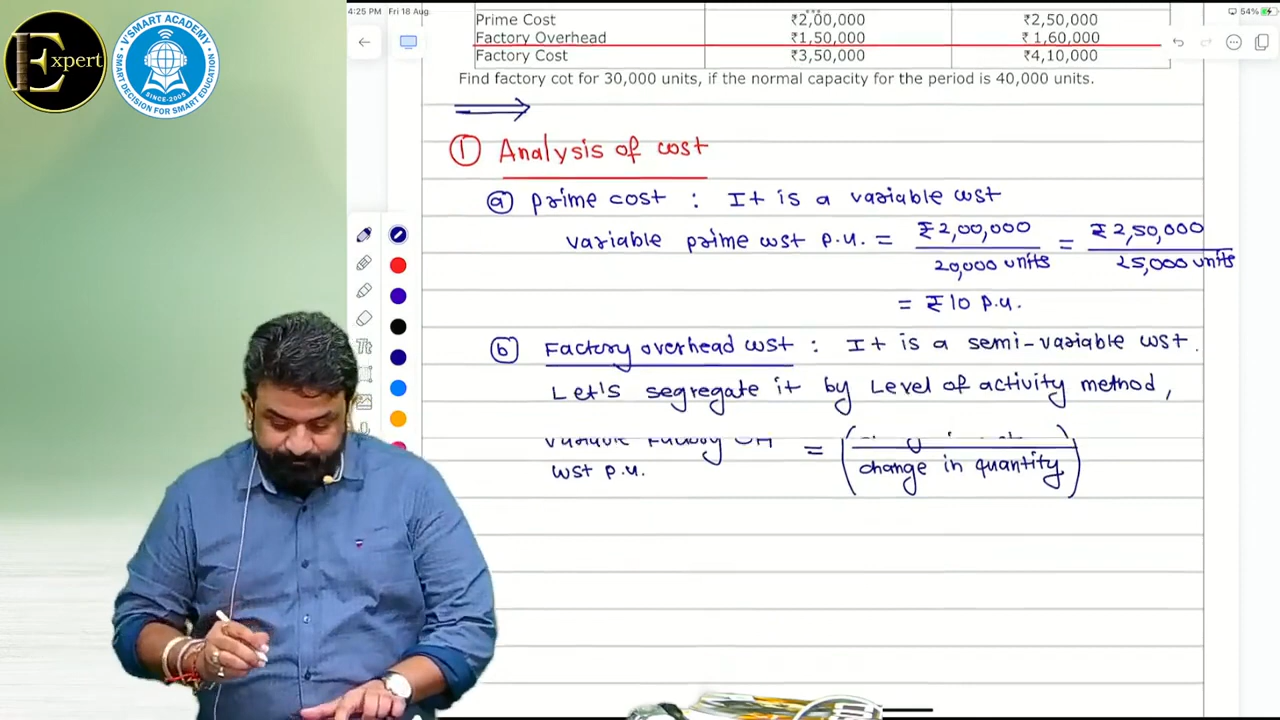 4:25 PM Fri 18 Aug
54%
V'SMART ACADEMY
SMART DECISION FOR SMART EDUCATION
SINCE-2005
Expert
Prime Cost ₹2,00,000 ₹2,50,000
Factory Overhead ₹1,50,000 ₹ 1,60,000
Factory Cost ₹3,50,000 ₹4,10,000
Find factory cot for 30,000 units, if the normal capacity for the period is 40,000 units.
① Analysis of cost
ⓐ prime cost : It is a variable cost
variable prime cost p.u. = ₹2,00,000 / 20,000 units = ₹2,50,000 / 25,000 units
= ₹10 p.u.
ⓑ Factory overhead cost : It is a semi-variable cost.
Let's segregate it by Level of activity method,
variable Factory OH =
cost p.u. change in quantity
Tt